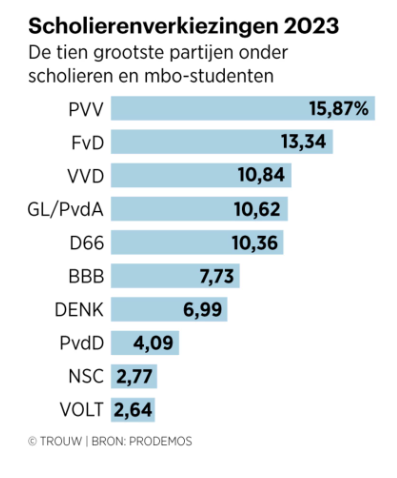 Scholierenverkiezingen 2023
De tien grootste partijen onder
scholieren en mbo-studenten
PVV 15,87%
FvD 13,34
VVD 10,84
GL/PvdA 10,62
D66 10,36
BBB 7,73
DENK 6,99
PvdD 4,09
NSC 2,77
VOLT 2,64
© TROUW | BRON: PRODEMOS